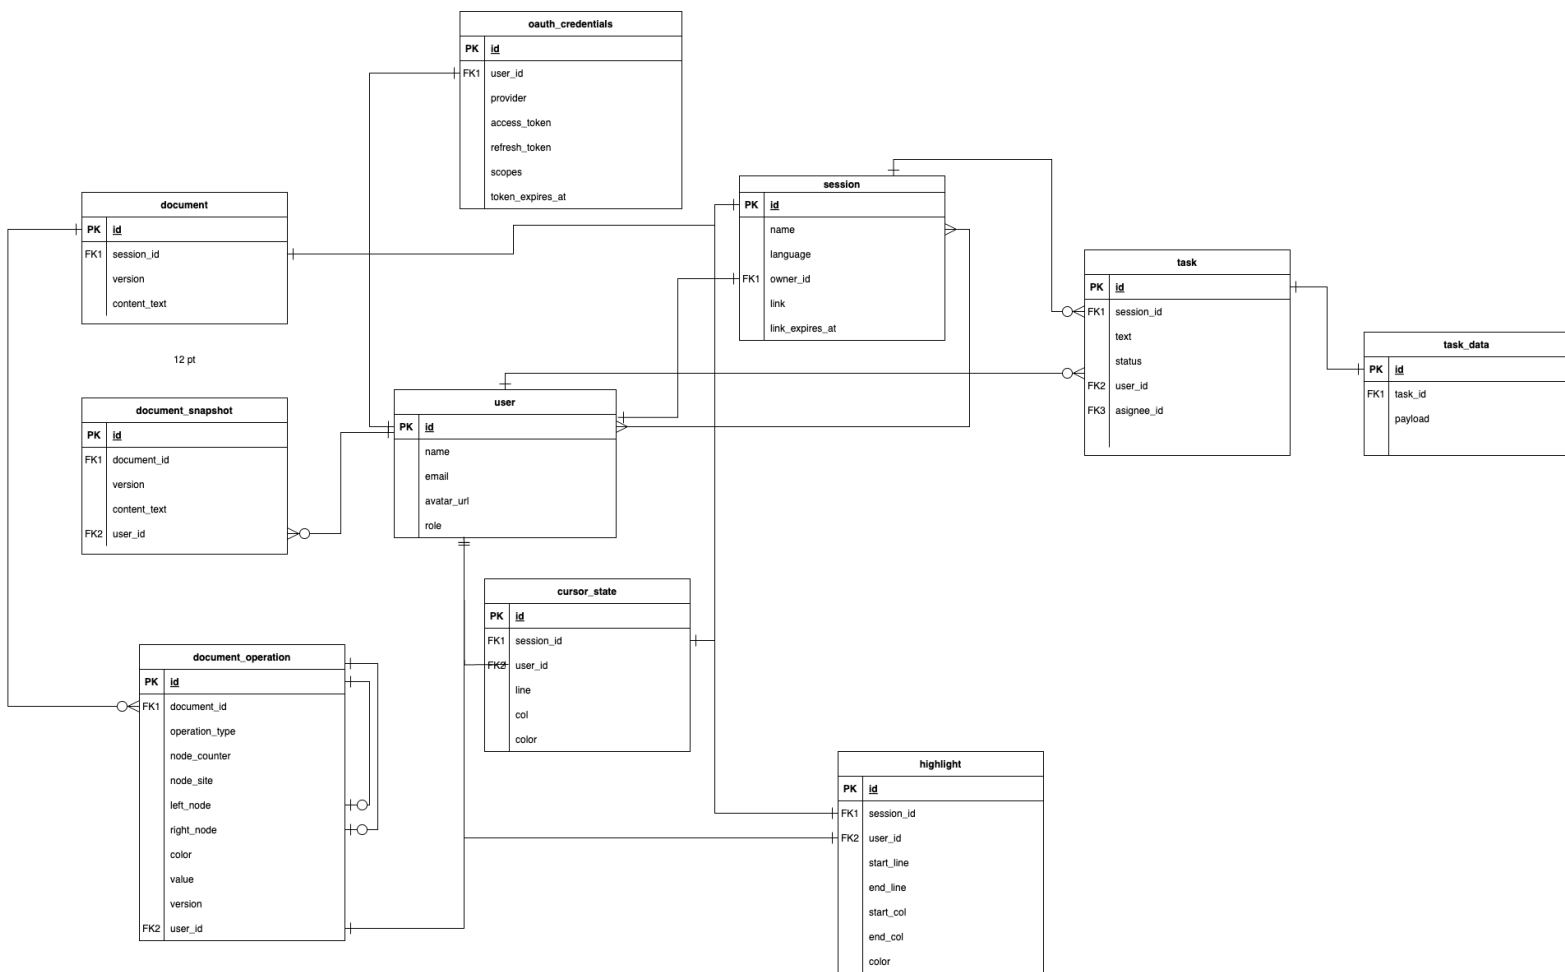 oauth_credentials
PK id
FK1 user_id
provider
access_token
refresh_token
scopes
token_expires_at
document
PK id
FK1 session_id
version
content_text
12 pt
session
PK id
name
language
FK1 owner_id
link
link_expires_at
task
PK id
FK1 session_id
text
status
FK2 user_id
FK3 asignee_id
task_data
PK id
FK1 task_id
payload
document_snapshot
PK id
FK1 document_id
version
content_text
FK2 user_id
user
PK id
name
email
avatar_url
role
cursor_state
PK id
FK1 session_id
FK2 user_id
line
col
color
document_operation
PK id
FK1 document_id
operation_type
node_counter
node_site
left_node
right_node
color
value
version
FK2 user_id
highlight
PK id
FK1 session_id
FK2 user_id
start_line
end_line
start_col
end_col
color